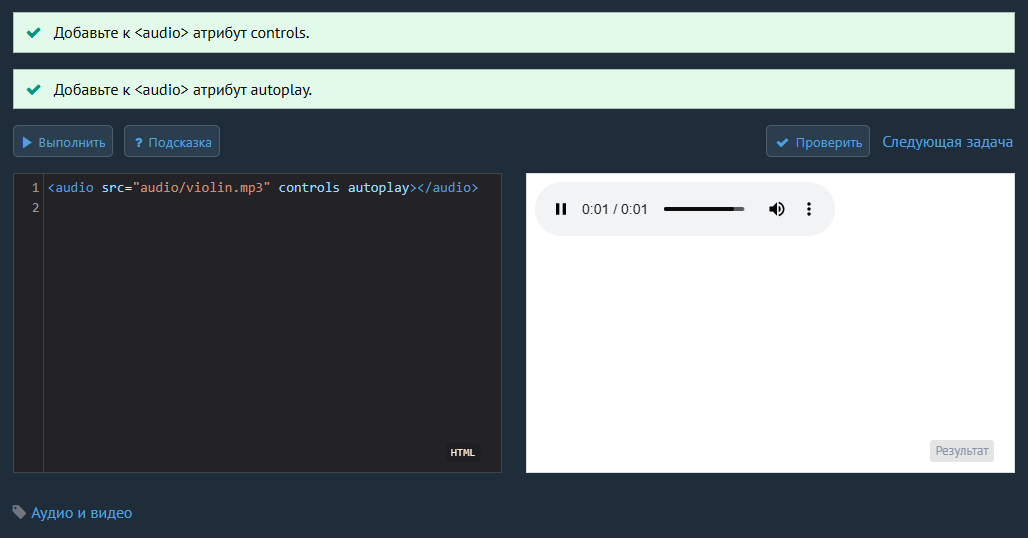 Добавьте к <audio> атрибут controls.
Добавьте к <audio> атрибут autoplay.
Выполнить
? Подсказка
Проверить
Следующая задача
1 <audio src="audio/violin.mp3" controls autoplay></audio>
2
HTML
0:01 / 0:01
Результат
Аудио и видео